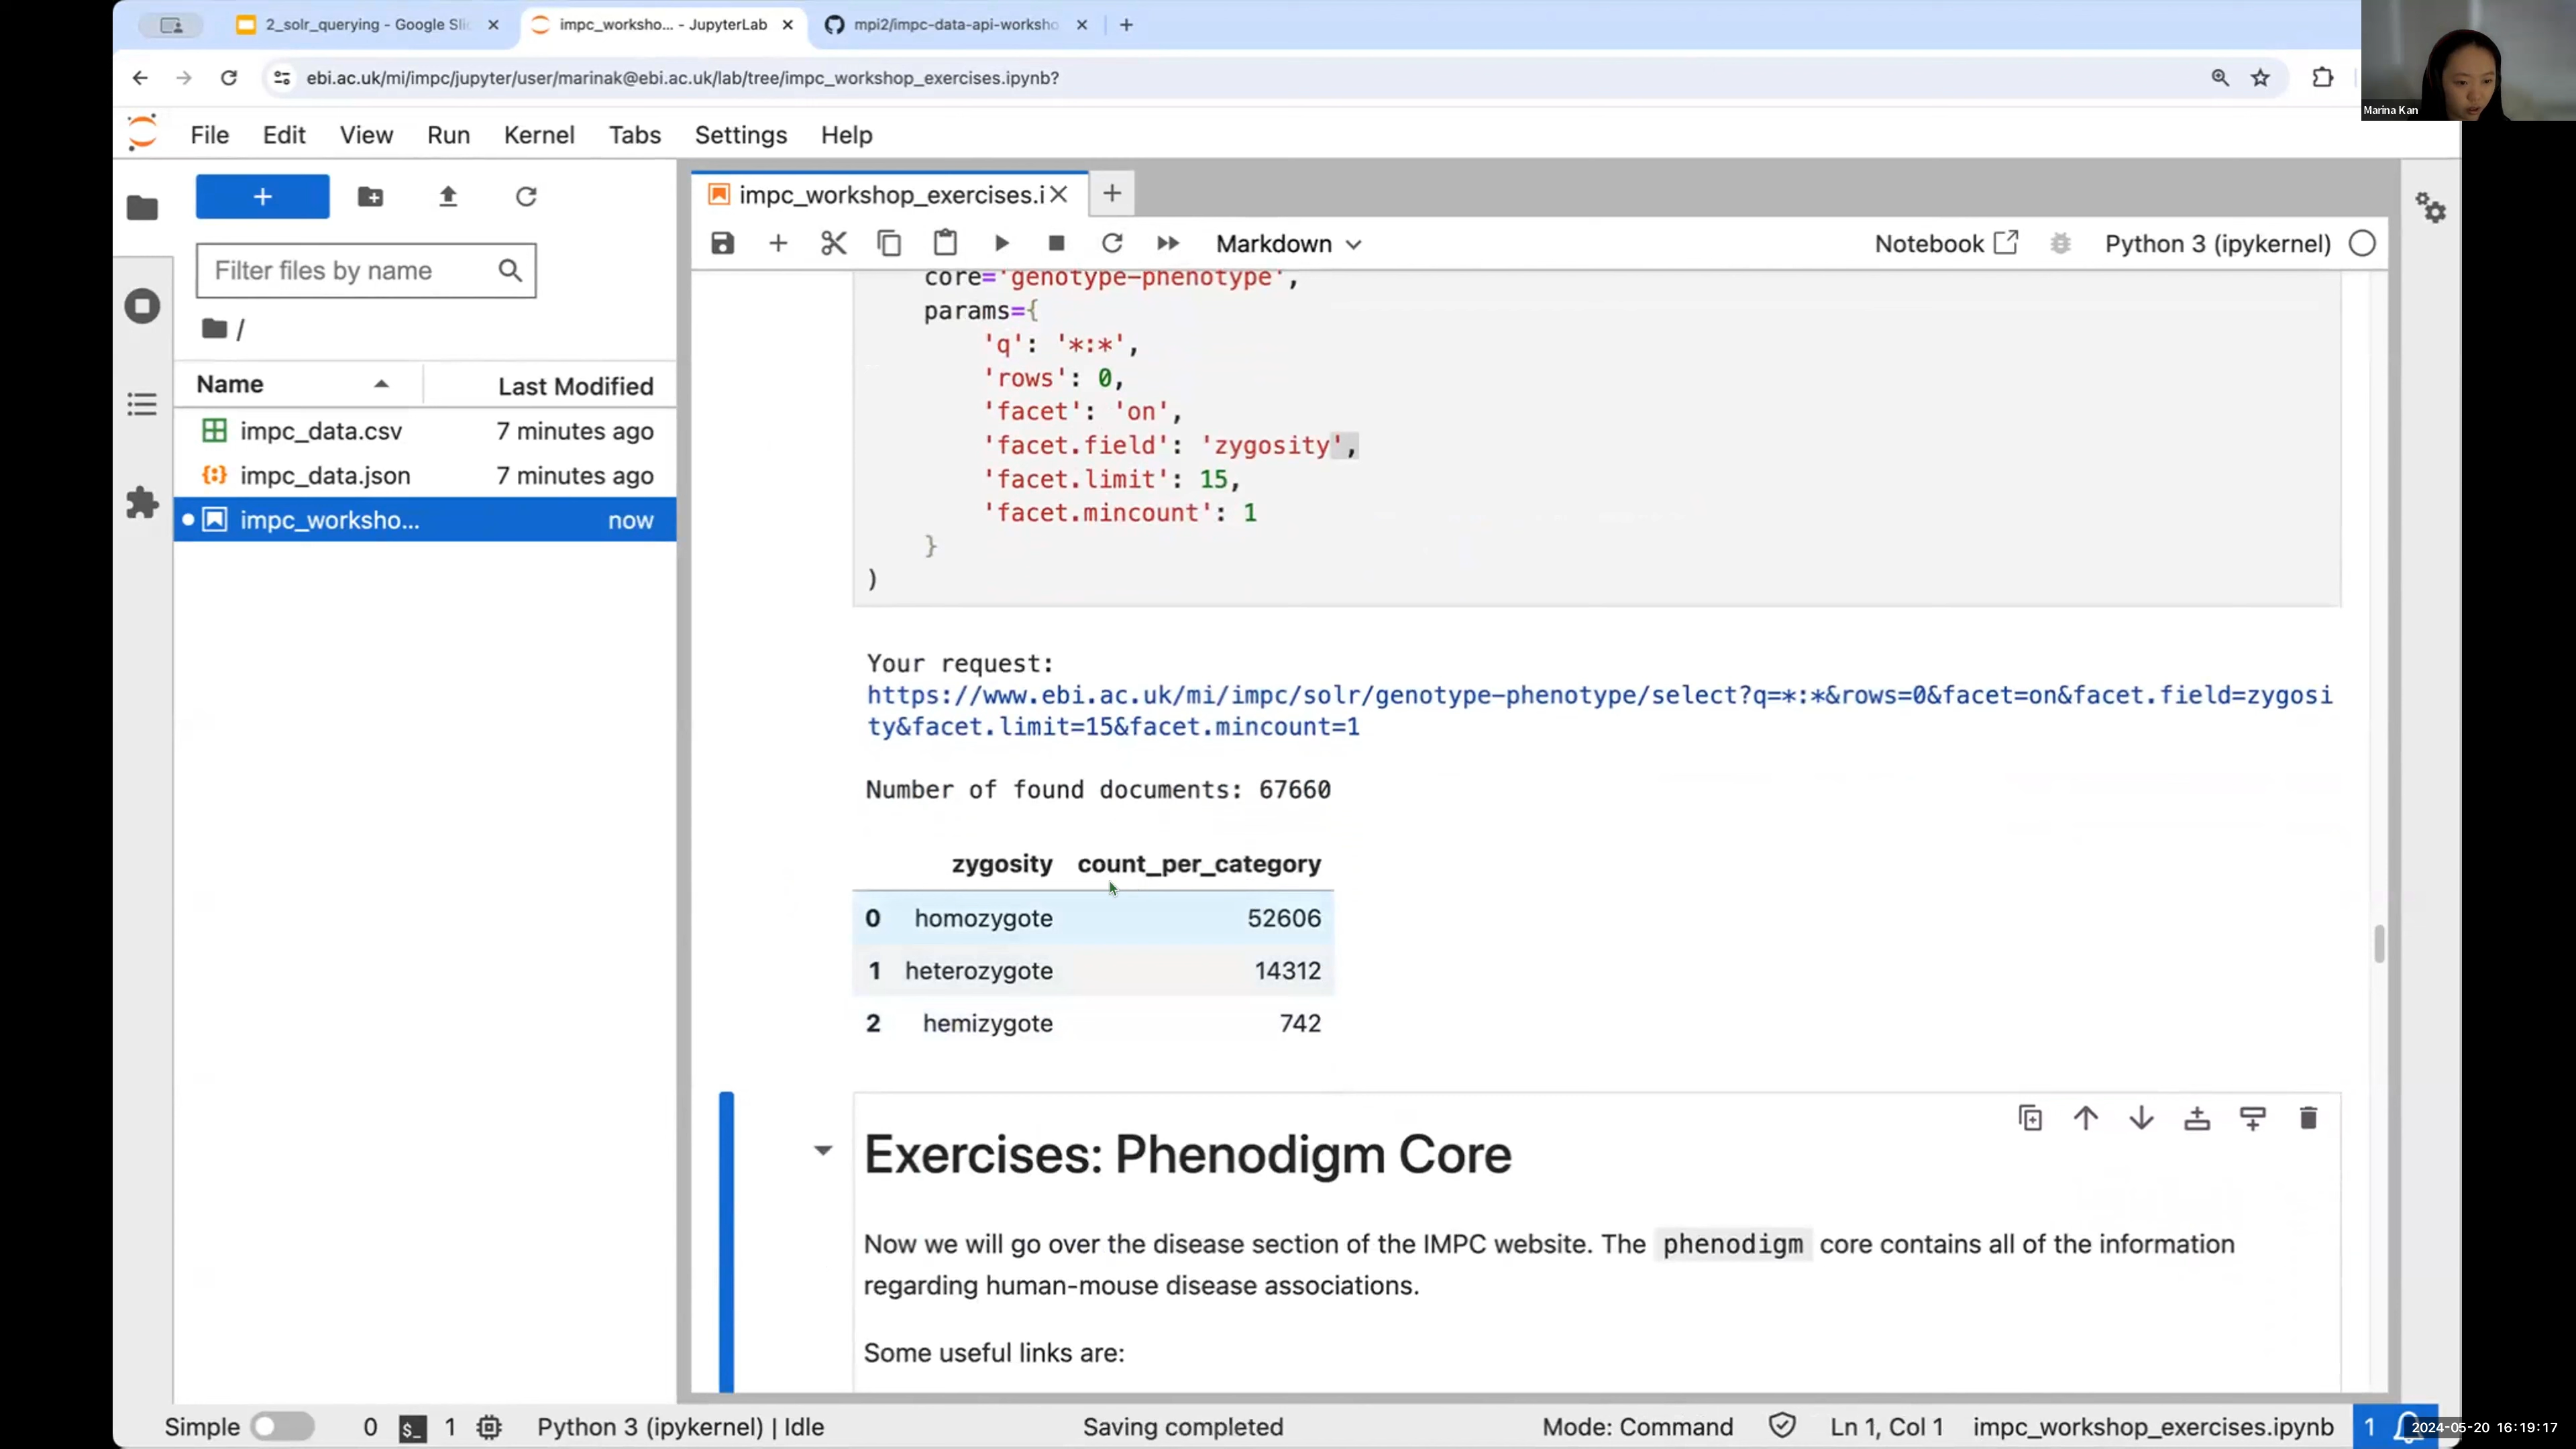 2_solr_querying - Google Slid
impc_worksho... - JupyterLab
mpi2/impc-data-api-worksho
ebi.ac.uk/mi/impc/jupyter/user/marinak@ebi.ac.uk/lab/tree/impc_workshop_exercises.ipynb?
Marina Kan
File Edit View Run Kernel Tabs Settings Help
Filter files by name
/
Name Last Modified
impc_data.csv 7 minutes ago
impc_data.json 7 minutes ago
impc_worksho... now
impc_workshop_exercises.i
Markdown
Notebook
Python 3 (ipykernel)
core='genotype-phenotype',
params={
'q': '*:*',
'rows': 0,
'facet': 'on',
'facet.field': 'zygosity',
'facet.limit': 15,
'facet.mincount': 1
}
)
Your request:
https://www.ebi.ac.uk/mi/impc/solr/genotype-phenotype/select?q=*:*&rows=0&facet=on&facet.field=zygosi
ty&facet.limit=15&facet.mincount=1
Number of found documents: 67660
zygosity count_per_category
0 homozygote 52606
1 heterozygote 14312
2 hemizygote 742
Exercises: Phenodigm Core
Now we will go over the disease section of the IMPC website. The phenodigm core contains all of the information
regarding human-mouse disease associations.
Some useful links are:
Simple 0 $_ 1 Python 3 (ipykernel) | Idle Saving completed Mode: Command Ln 1, Col 1 impc_workshop_exercises.ipynb 1
2024-05-20 16:19:17